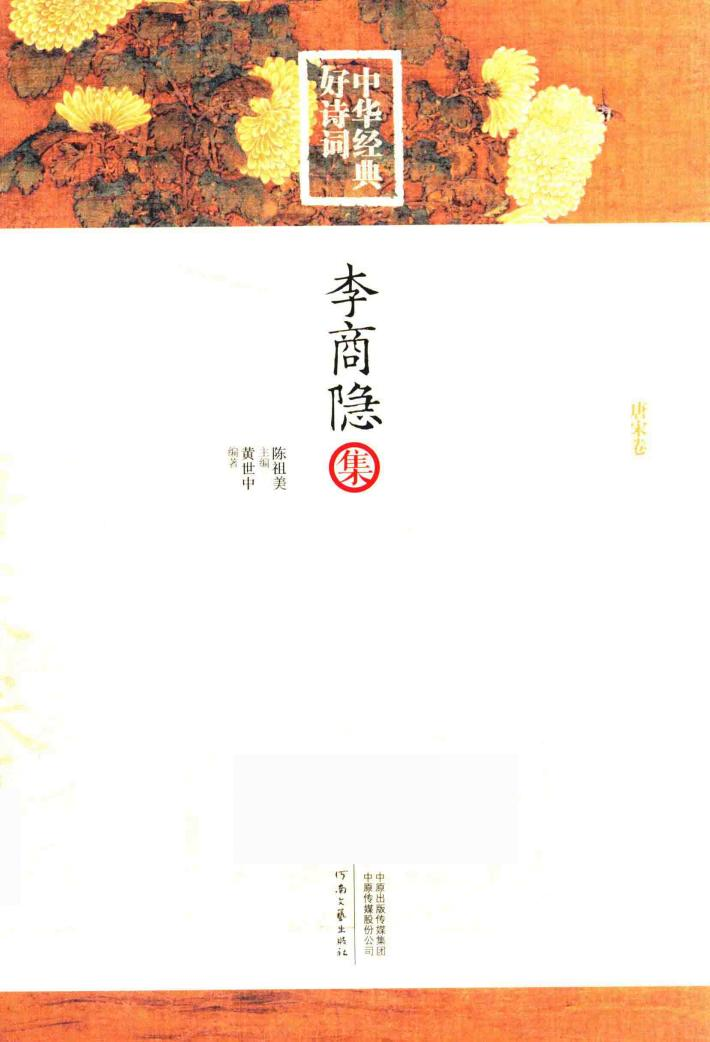 中华经典
好诗词
李商隐
集
唐宋卷
陈祖美
主编
黄世中
编著
中原出版传媒集团
中原传媒股份公司
河南文艺出版社